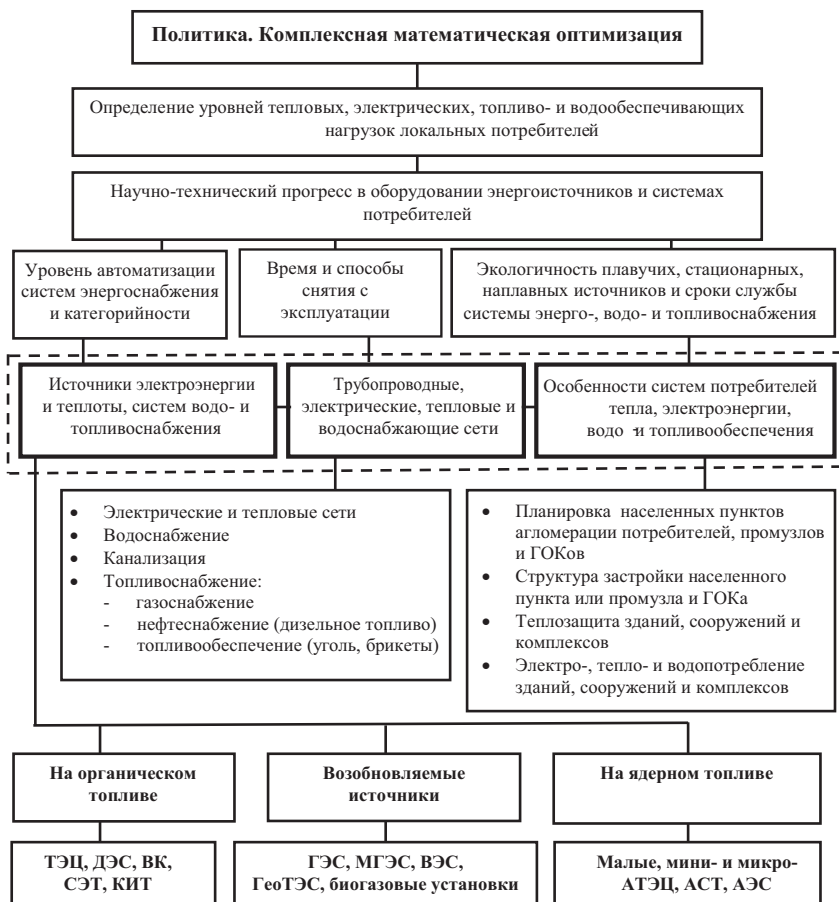 Политика. Комплексная математическая оптимизация
Определение уровней тепловых, электрических, топливо- и водообеспечивающих
нагрузок локальных потребителей
Научно-технический прогресс в оборудовании энергоисточников и системах
потребителей
Уровень автоматизации
систем энергоснабжения
и категорийности
Время и способы
снятия с
эксплуатации
Экологичность плавучих, стационарных,
наплавных источников и сроки службы
системы энерго-, водо- и топливоснабжения
Источники электроэнергии
и теплоты, систем водо- и
топливоснабжения
Трубопроводные,
электрические, тепловые и
водоснабжающие сети
Особенности систем потребителей
тепла, электроэнергии,
водо - и топливообеспечения
• Электрические и тепловые сети
• Водоснабжение
• Канализация
• Топливоснабжение:
- газоснабжение
- нефтеснабжение (дизельное топливо)
- топливообеспечение (уголь, брикеты)
• Планировка населенных пунктов
агломерации потребителей, промузлов
и ГОКов
• Структура застройки населенного
пункта или промузла и ГОКа
• Теплозащита зданий, сооружений и
комплексов
• Электро-, тепло- и водопотребление
зданий, сооружений и комплексов
На органическом
топливе
Возобновляемые
источники
На ядерном топливе
ТЭЦ, ДЭС, ВК,
СЭТ, КИТ
ГЭС, МГЭС, ВЭС,
ГеоТЭС, биогазовые установки
Малые, мини- и микро-
АТЭЦ, АСТ, АЭС